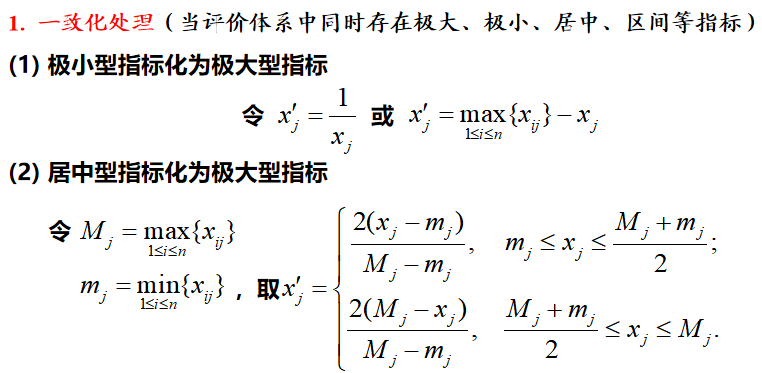 1. 一致化处理（当评价体系中同时存在极大、极小、居中、区间等指标）
(1) 极小型指标化为极大型指标
令 $x'_j = \frac{1}{x_j}$ 或 $x'_j = \max_{1 \le i \le n}\{x_{ij}\} - x_j$
(2) 居中型指标化为极大型指标
令 $M_j = \max_{1 \le i \le n}\{x_{ij}\}$
$m_j = \min_{1 \le i \le n}\{x_{ij}\}$，取 $x'_j = \begin{cases} \frac{2(x_j - m_j)}{M_j - m_j}, & m_j \le x_j \le \frac{M_j + m_j}{2}; \\ \frac{2(M_j - x_j)}{M_j - m_j}, & \frac{M_j + m_j}{2} \le x_j \le M_j. \end{cases}$